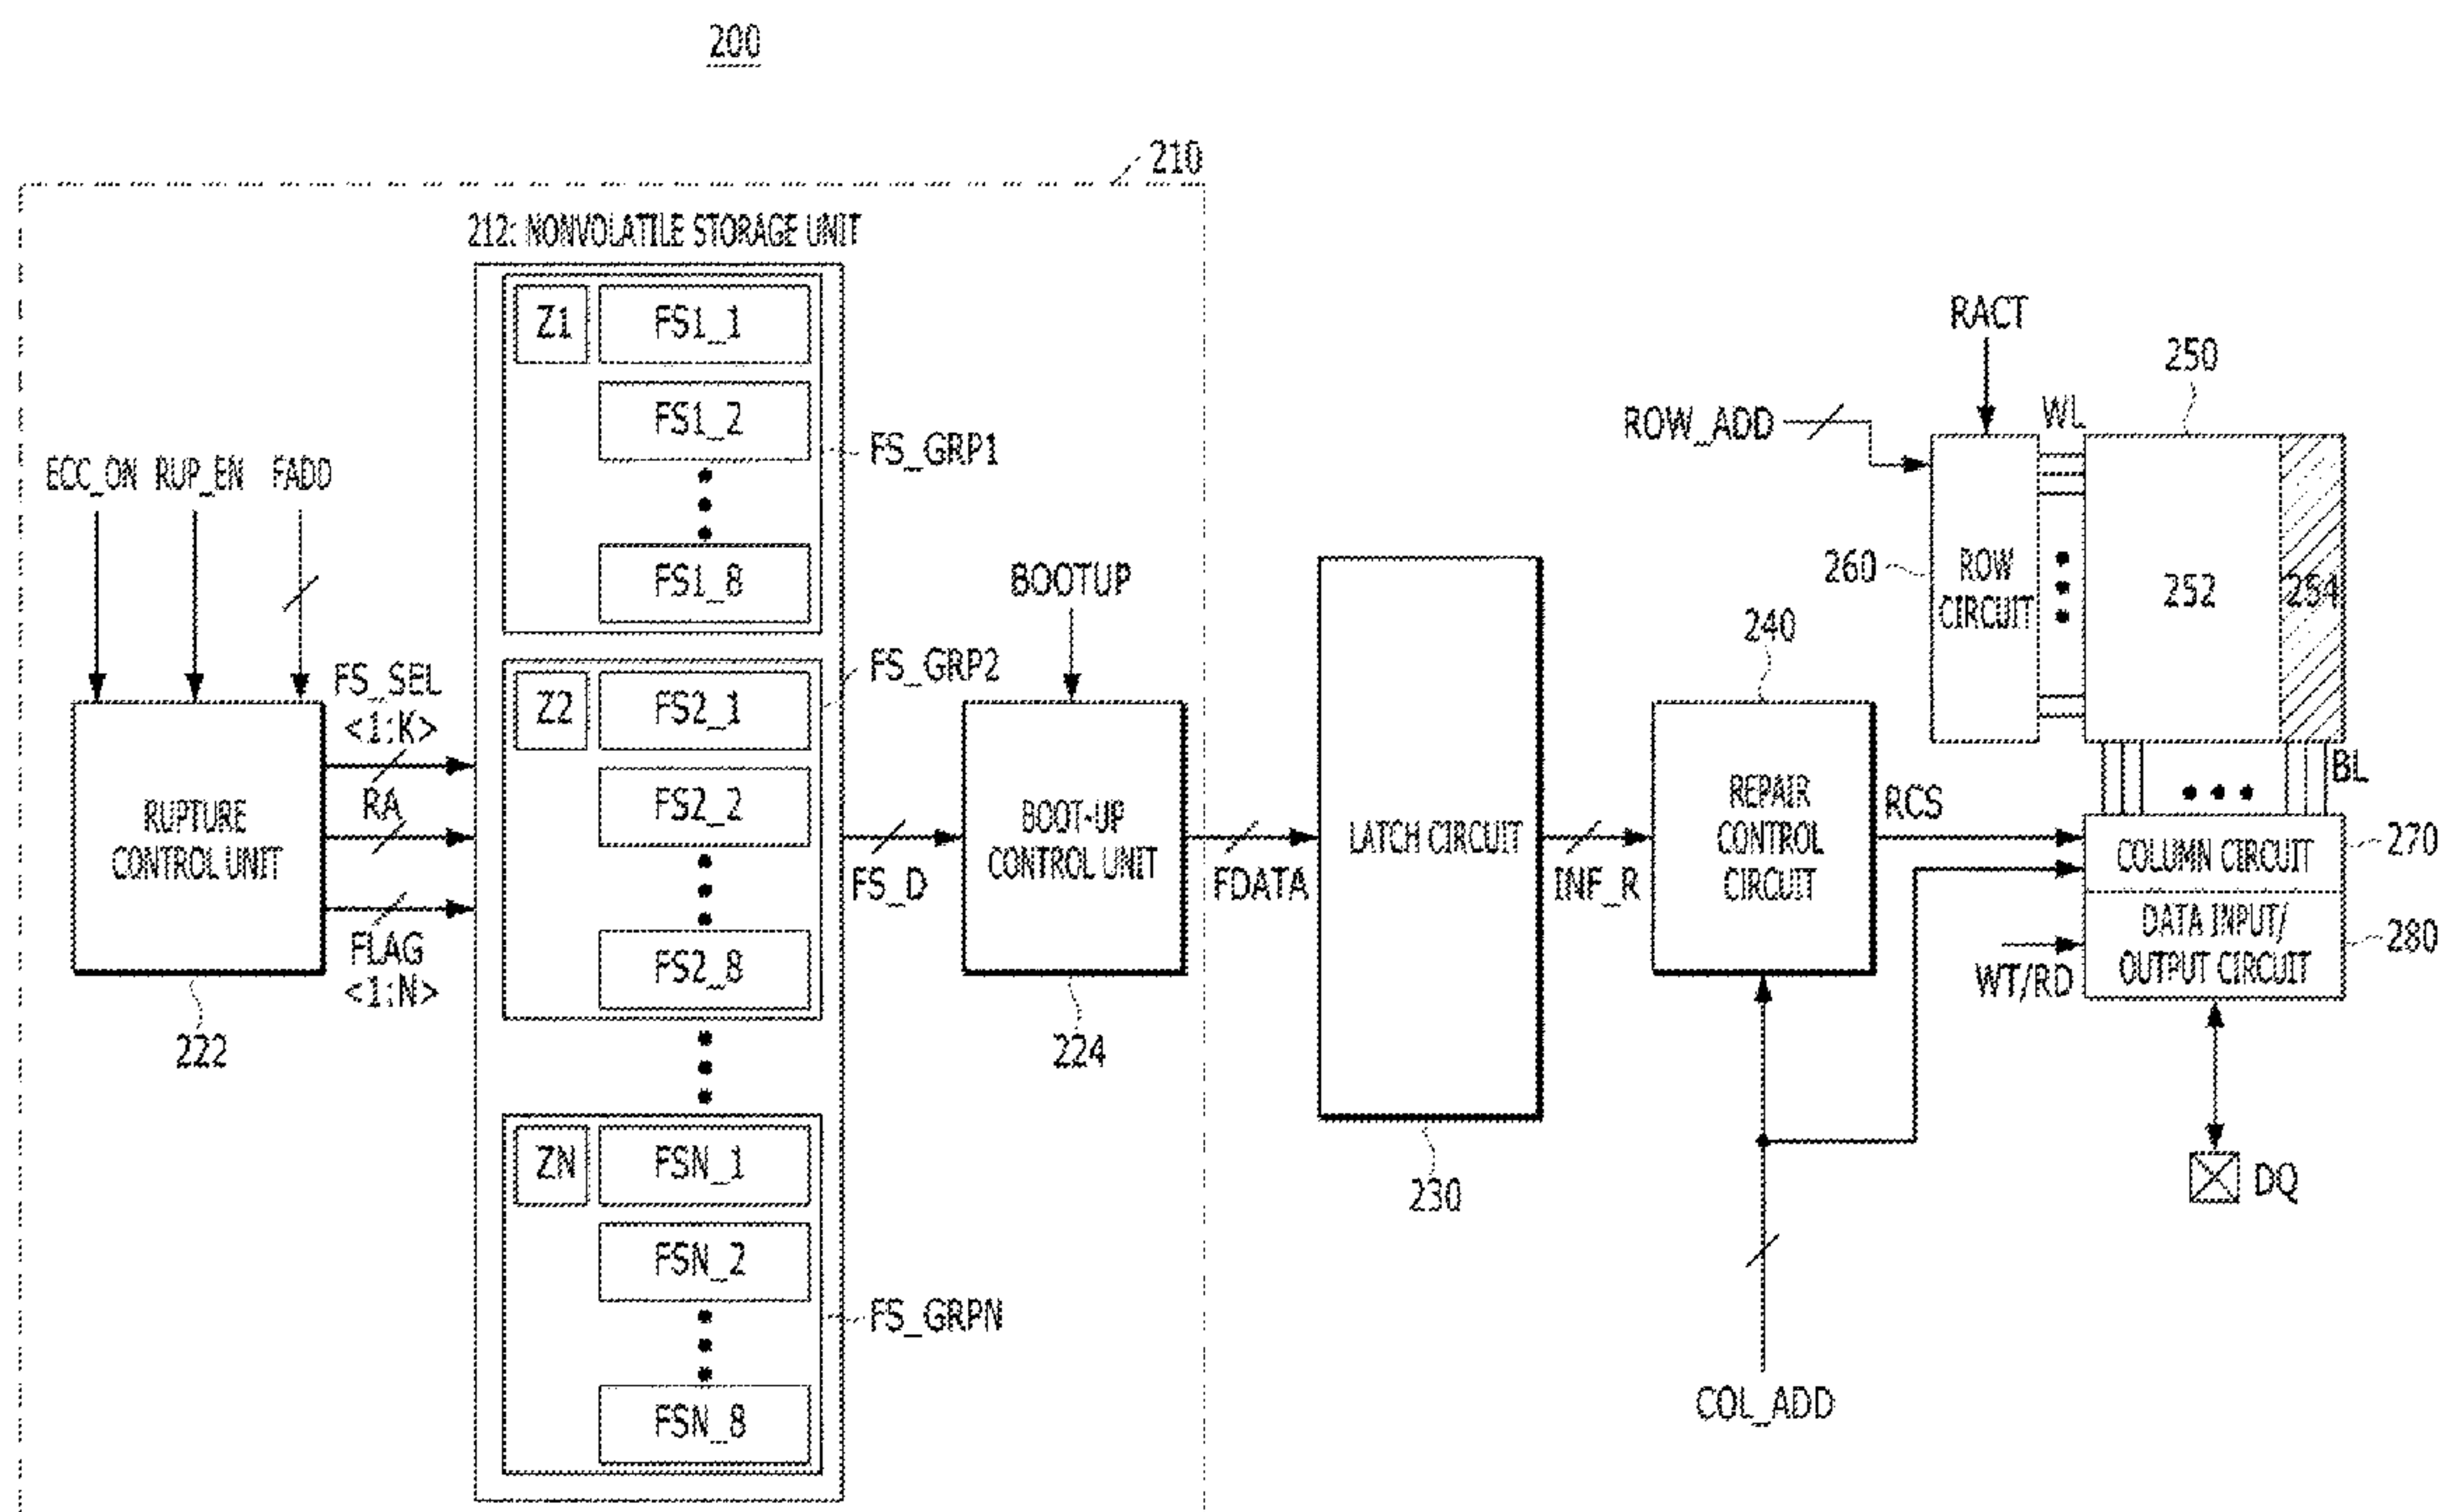 200
210
212: NONVOLATILE STORAGE UNIT
Z1
FS1_1
FS1_2
FS1_8
FS_GRP1
ECC_ON
RUP_EN
FADD
Z2
FS2_1
FS2_2
FS2_8
FS_GRP2
FS_SEL
<1:K>
RA
FLAG
<1:N>
RUPTURE
CONTROL UNIT
222
ZN
FSN_1
FSN_2
FSN_8
FS_GRPN
FS_D
BOOTUP
BOOT-UP
CONTROL UNIT
224
FDATA
LATCH CIRCUIT
230
INF_R
240
REPAIR
CONTROL
CIRCUIT
RCS
COL_ADD
RACT
ROW_ADD
260
ROW
CIRCUIT
WL
250
252
254
BL
COLUMN CIRCUIT
270
DATA INPUT/
OUTPUT CIRCUIT
280
WT/RD
DQ